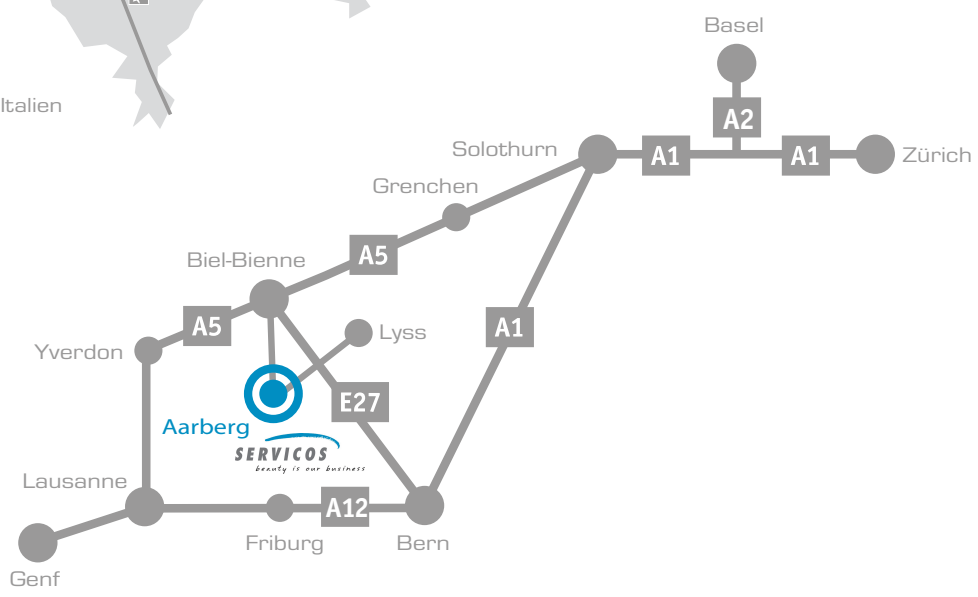 Basel
Italien
A2
Solothurn
A1
A1
Zürich
Grenchen
A5
Biel-Bienne
A5
A1
Lyss
Yverdon
E27
Aarberg
SERVICOS
beauty is our business
Lausanne
A12
Friburg
Bern
Genf